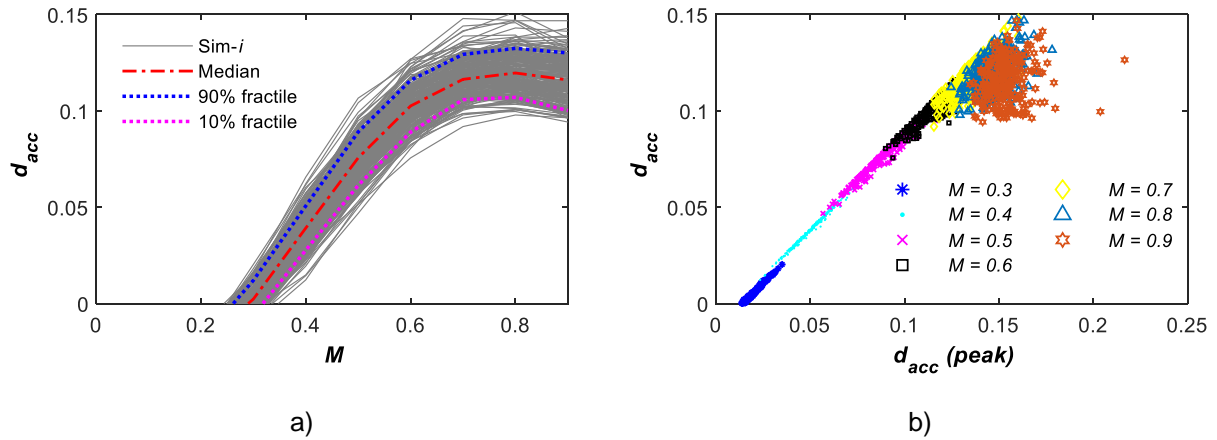 0.15
0.1
0.05
0
d_acc
Sim-i
Median
90% fractile
10% fractile
0 0.2 0.4 0.6 0.8
M
a)
0.15
0.1
0.05
0
d_acc
M = 0.3
M = 0.4
M = 0.5
M = 0.6
M = 0.7
M = 0.8
M = 0.9
0 0.05 0.1 0.15 0.2 0.25
d_acc (peak)
b)